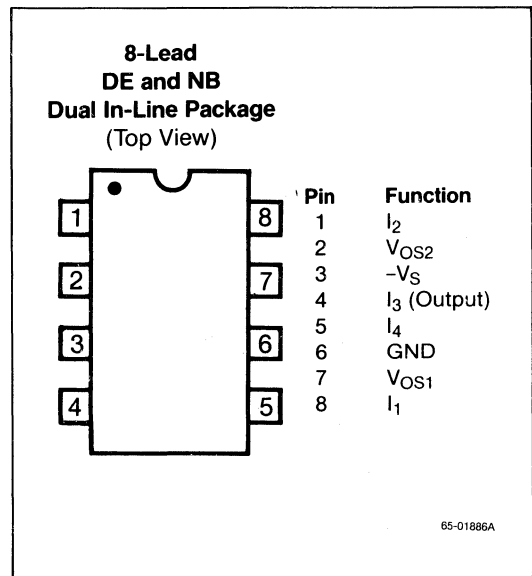 8-Lead
DE and NB
Dual In-Line Package
(Top View)
1 8
2 7
3 6
4 5
Pin Function
1 I2
2 VOS2
3 -VS
4 I3 (Output)
5 I4
6 GND
7 VOS1
8 I1
65-01886A